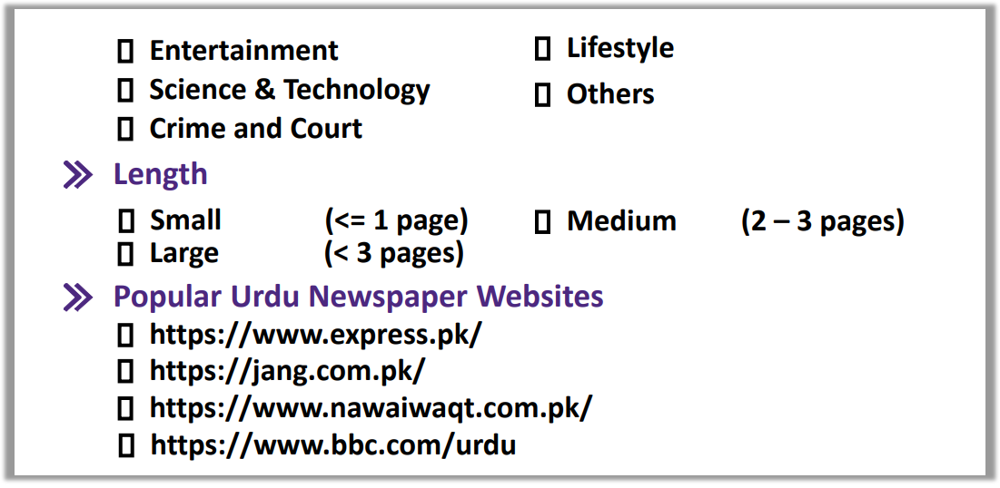 Entertainment Lifestyle
Science & Technology Others
Crime and Court
Length
Small (<= 1 page) Medium (2 – 3 pages)
Large (< 3 pages)
Popular Urdu Newspaper Websites
https://www.express.pk/
https://jang.com.pk/
https://www.nawaiwaqt.com.pk/
https://www.bbc.com/urdu